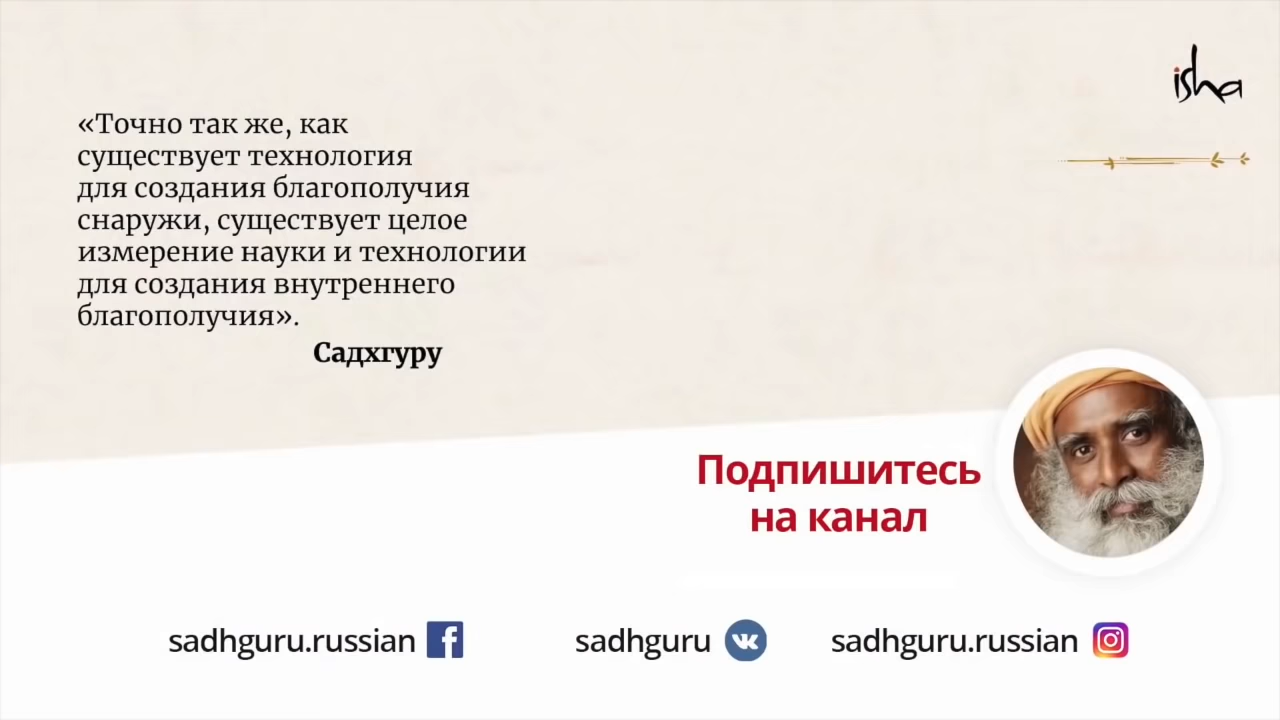 isha
«Точно так же, как
существует технология
для создания благополучия
снаружи, существует целое
измерение науки и технологии
для создания внутреннего
благополучия».
Садхгуру
Подпишитесь
на канал
sadhguru.russian
sadhguru
sadhguru.russian